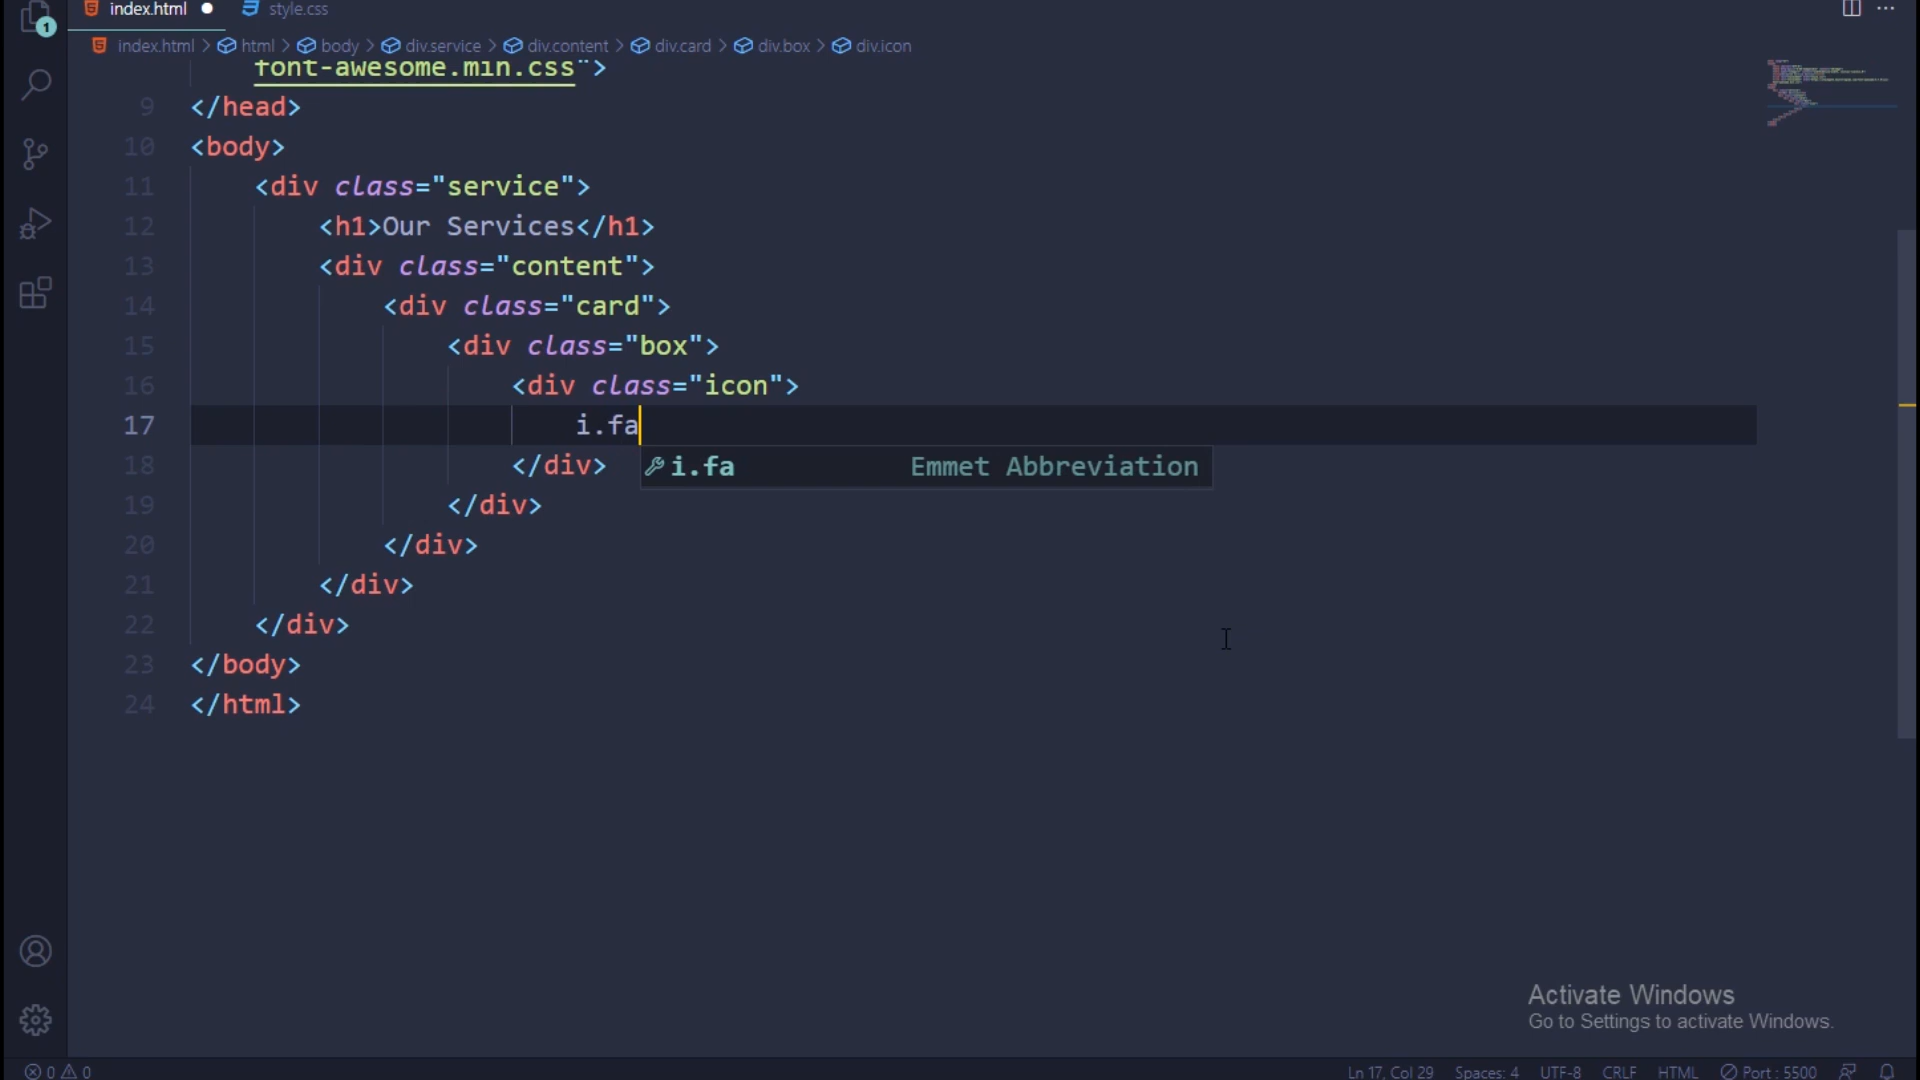 index.html ● style.css
index.html > html > body > div.service > div.content > div.card > div.box > div.icon
font-awesome.min.css">
9 </head>
10 <body>
11 <div class="service">
12 <h1>Our Services</h1>
13 <div class="content">
14 <div class="card">
15 <div class="box">
16 <div class="icon">
17 i.fa
i.fa Emmet Abbreviation
18 </div>
19 </div>
20 </div>
21 </div>
22 </div>
23 </body>
24 </html>
1
Activate Windows
Go to Settings to activate Windows.
0 0 Ln 17, Col 29 Spaces: 4 UTF-8 CRLF HTML Port : 5500